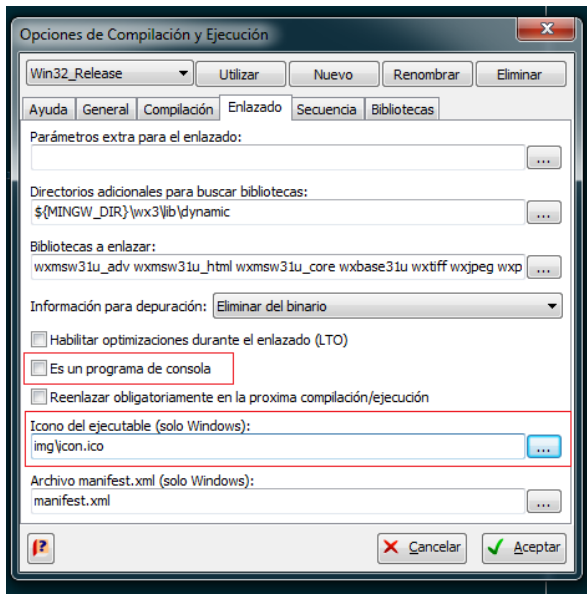 Opciones de Compilación y Ejecución
Win32_Release Utilizar Nuevo Renombrar Eliminar
Ayuda General Compilación Enlazado Secuencia Bibliotecas
Parámetros extra para el enlazado:
...
Directorios adicionales para buscar bibliotecas:
${MINGW_DIR}\wx3\lib\dynamic ...
Bibliotecas a enlazar:
wxmsw31u_adv wxmsw31u_html wxmsw31u_core wxbase31u wxtiff wxjpeg wxp ...
Información para depuración: Eliminar del binario
Habilitar optimizaciones durante el enlazado (LTO)
Es un programa de consola
Reenlazar obligatoriamente en la proxima compilación/ejecución
Icono del ejecutable (solo Windows):
img\icon.ico ...
Archivo manifest.xml (solo Windows):
manifest.xml ...
Cancelar Aceptar